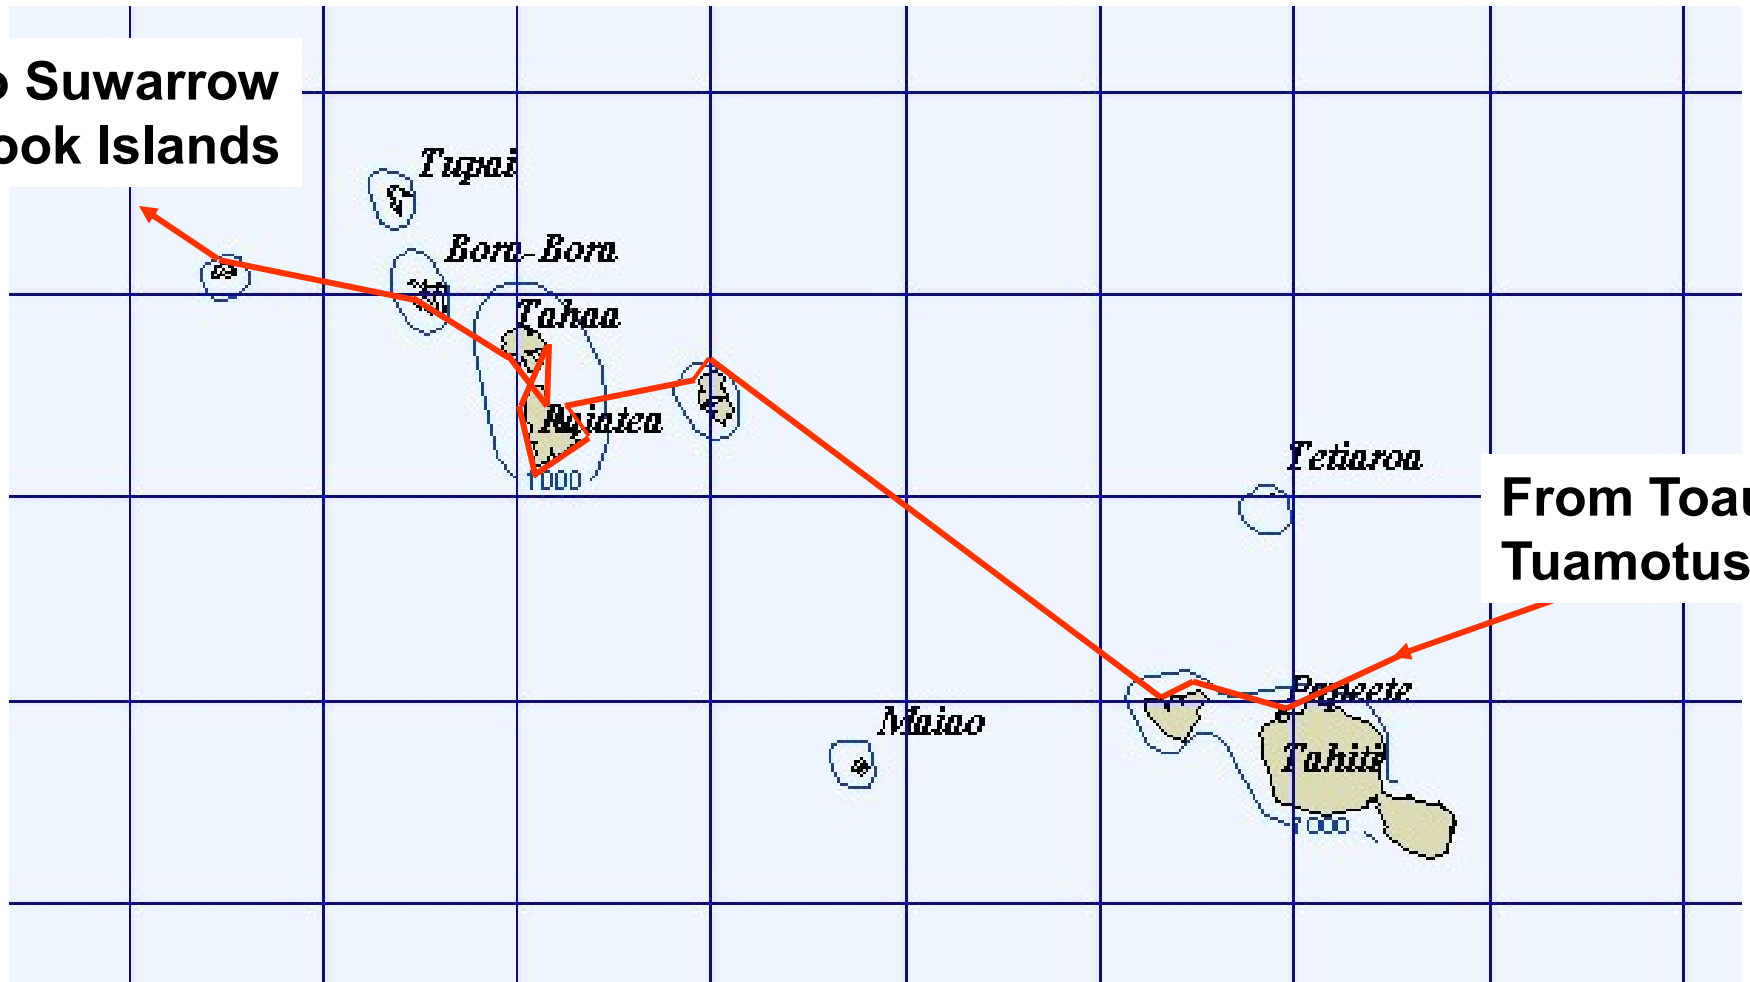 o Suwarrow
ook Islands
Tupai
Bora-Bora
Tahaa
Raiatea
1000
Tetiaroa
From Toau
Tuamotus
Papeete
Maiao
Tahiti
1000